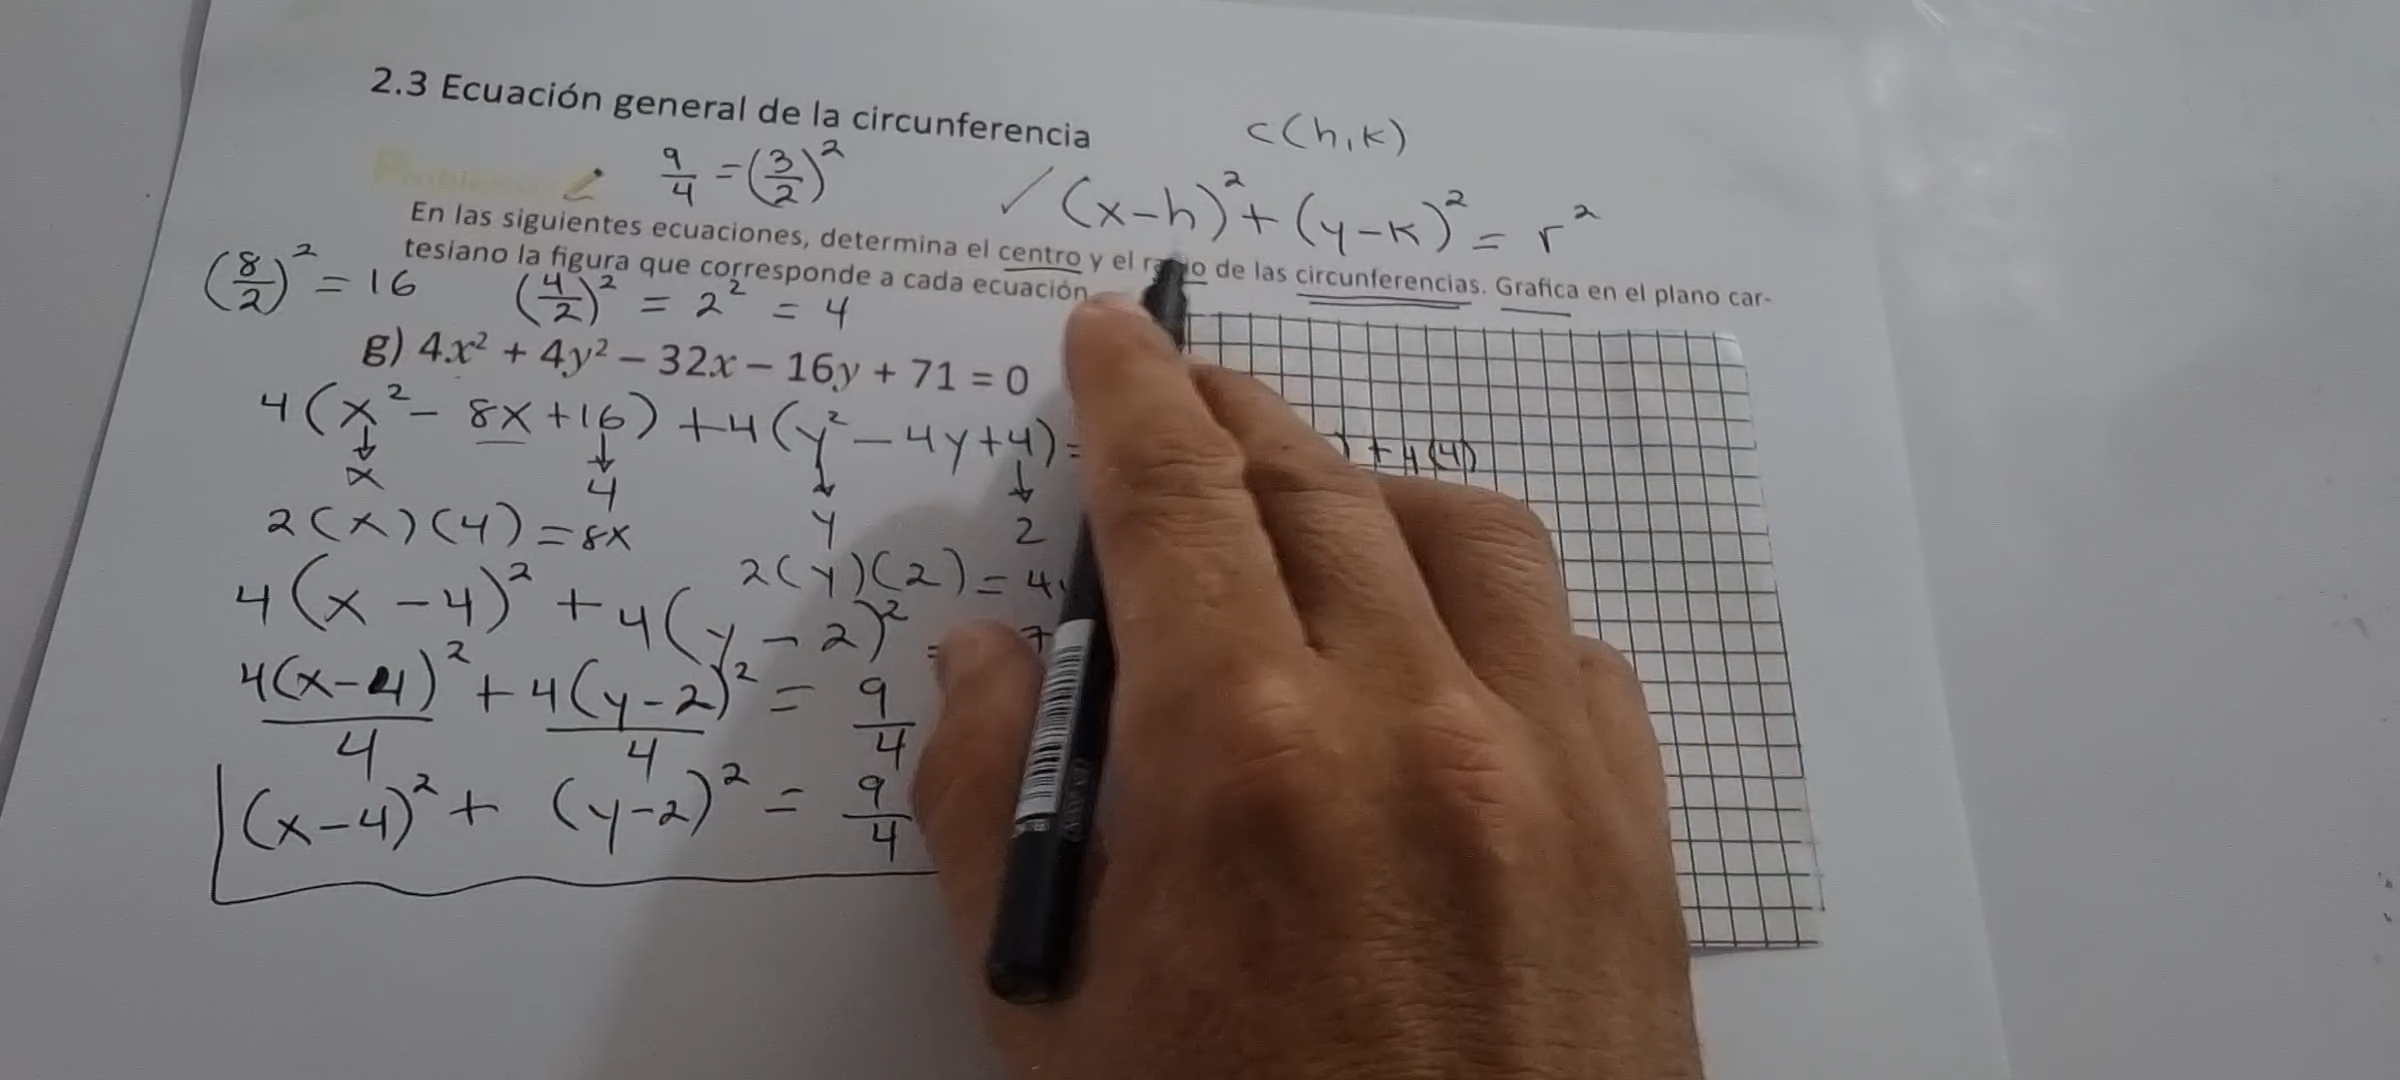 2.3 Ecuación general de la circunferencia
c(h,k)
Problema
9/4 = (3/2)²
✓ (x-h)² + (y-k)² = r²
En las siguientes ecuaciones, determina el centro y el radio de las circunferencias. Grafica en el plano car-
tesiano la figura que corresponde a cada ecuación
(8/2)² = 16
(4/2)² = 2² = 4
g) 4x² + 4y² – 32x – 16y + 71 = 0
4(x² - 8x + 16) + 4(y² - 4y + 4) =
) + 4(4)
↓ ↓ ↓ ↓
x 4 y 2
2(x)(4) = 8x
2(y)(2) = 4
4(x - 4)² + 4(y - 2)² = 7
4(x-4)²/4 + 4(y-2)²/4 = 9/4
(x-4)² + (y-2)² = 9/4